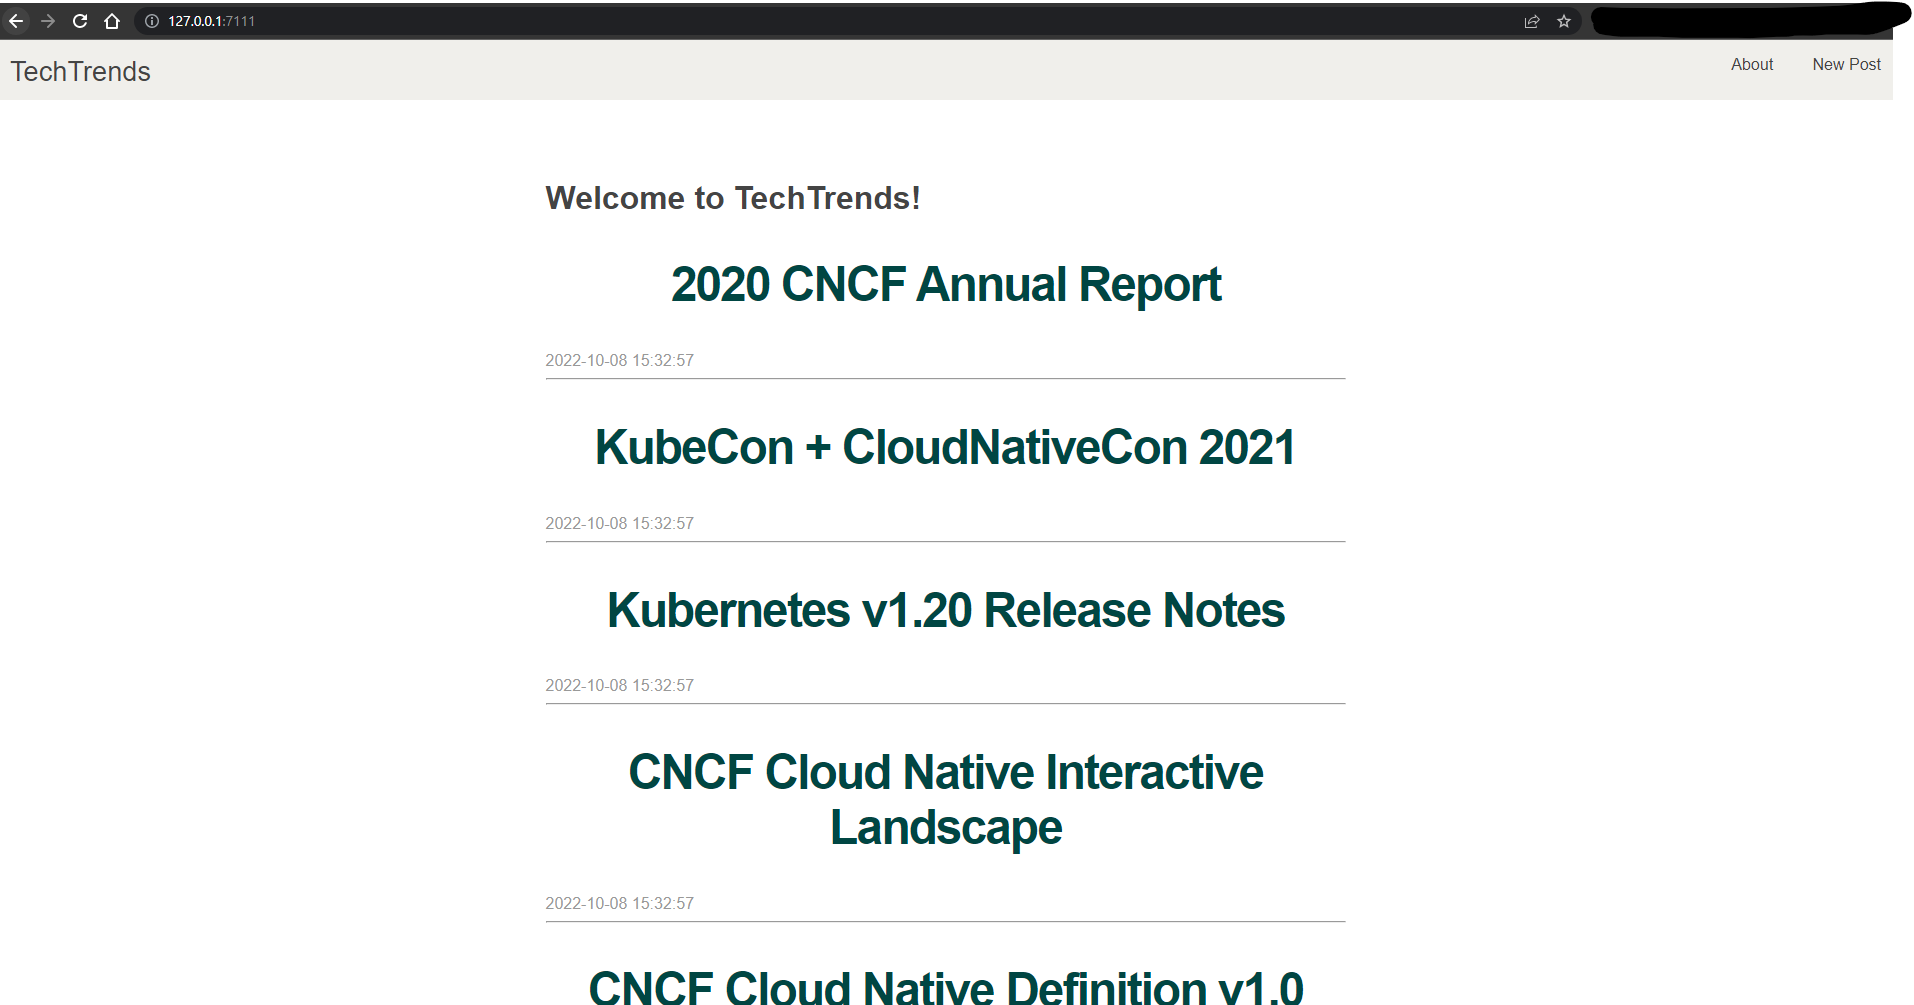 127.0.0.1:7111
TechTrends
About
New Post
Welcome to TechTrends!
2020 CNCF Annual Report
2022-10-08 15:32:57
KubeCon + CloudNativeCon 2021
2022-10-08 15:32:57
Kubernetes v1.20 Release Notes
2022-10-08 15:32:57
CNCF Cloud Native Interactive
Landscape
2022-10-08 15:32:57
CNCF Cloud Native Definition v1.0